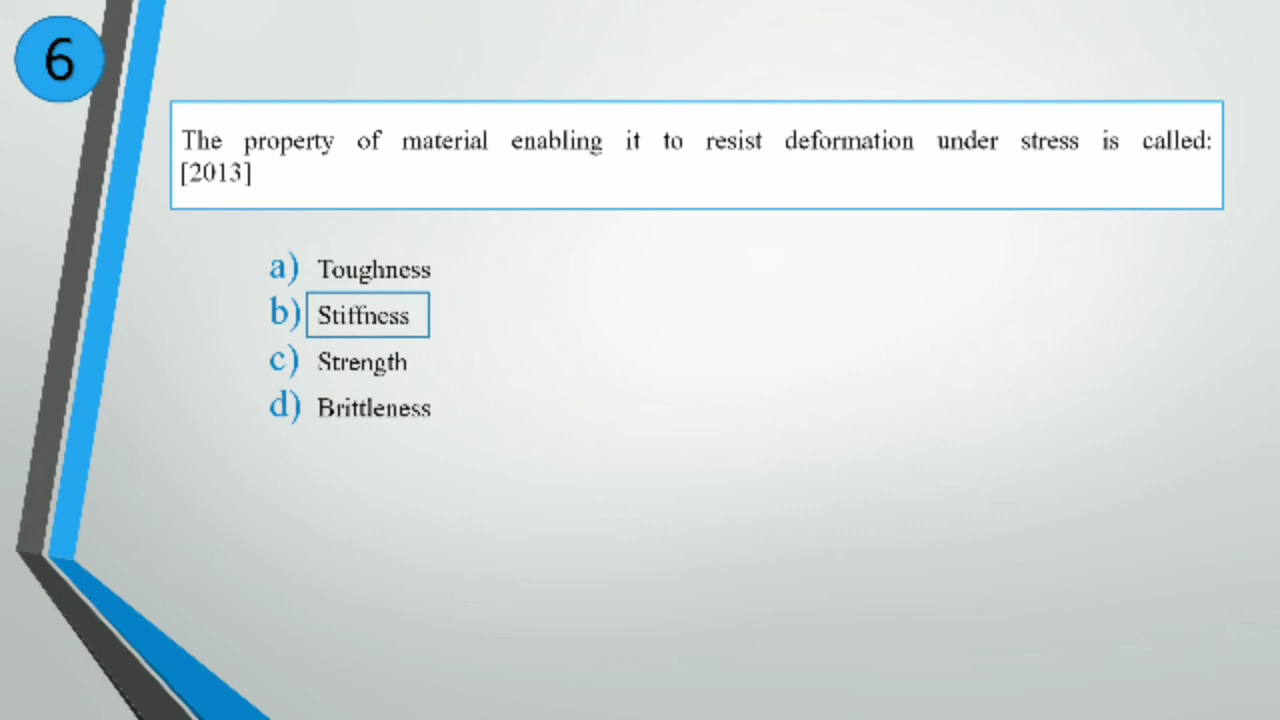 6
The property of material enabling it to resist deformation under stress is called:
[2013]
a) Toughness
b) Stiffness
c) Strength
d) Brittleness